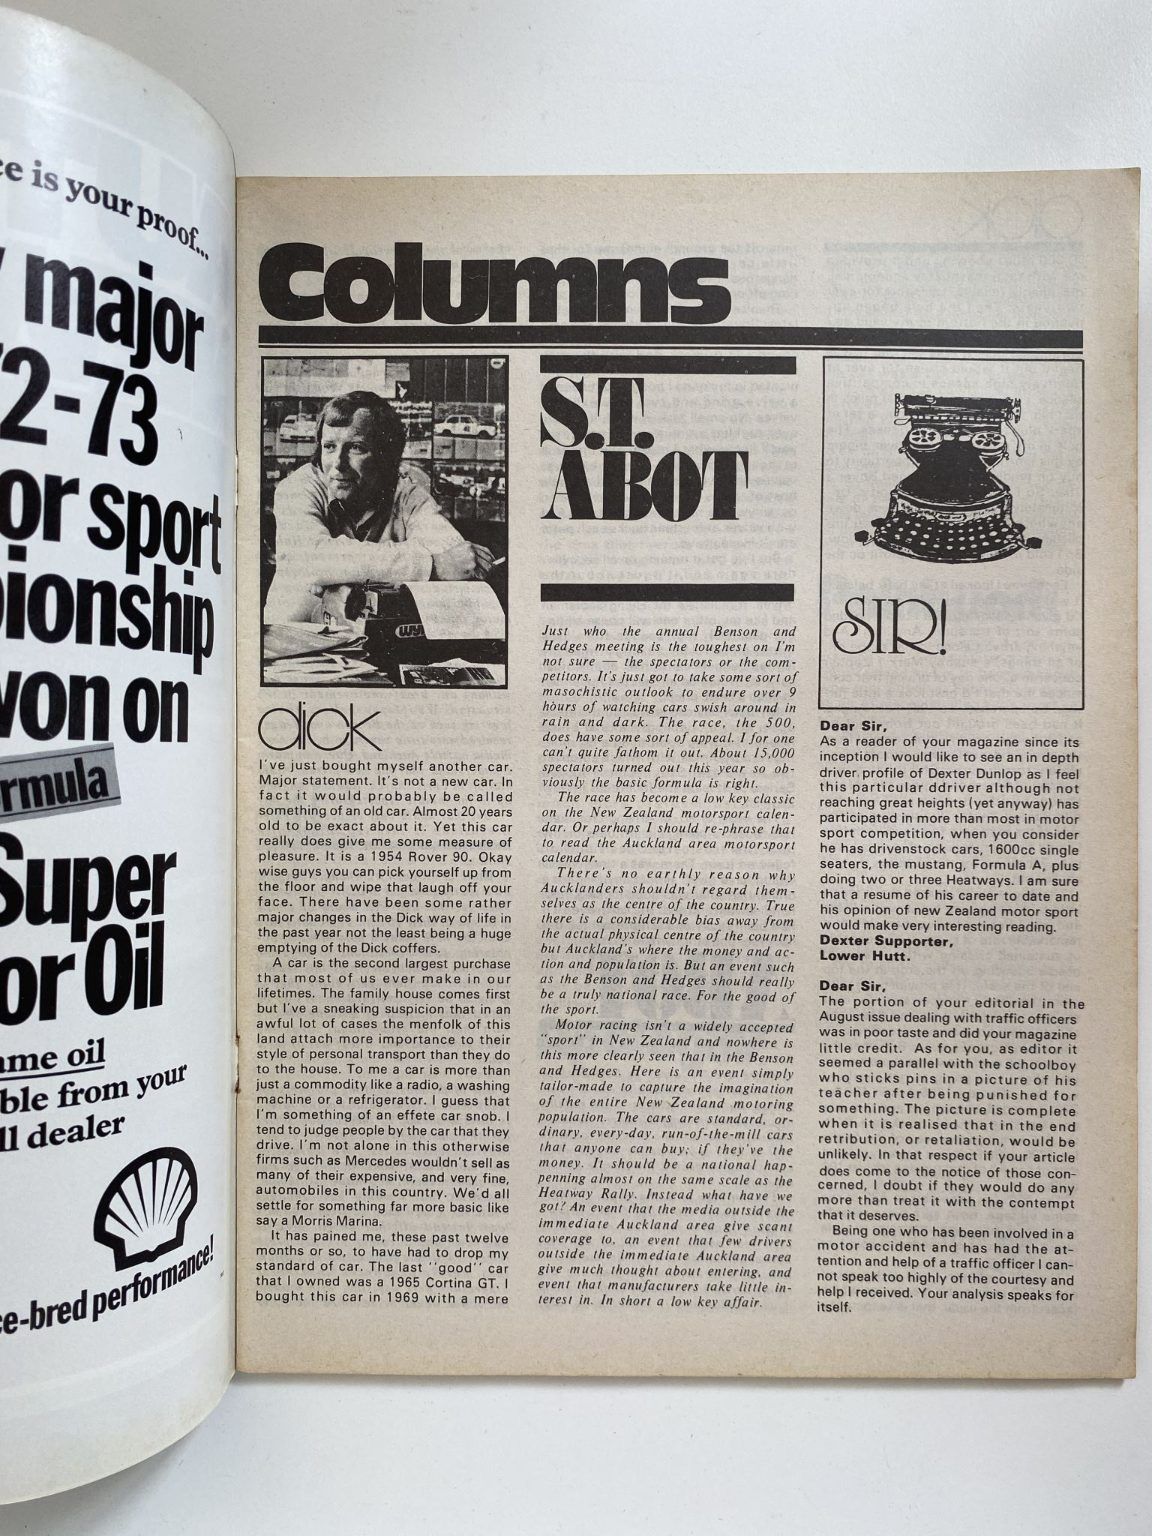 ce is your proof...
major
72-73
or sport
pionship
won on
rmula
Super
or Oil
ame oil
ble from your
ll dealer
ce-bred performance!
Columns
dick
I've just bought myself another car.
Major statement. It's not a new car. In
fact it would probably be called
something of an old car. Almost 20 years
old to be exact about it. Yet this car
really does give me some measure of
pleasure. It is a 1954 Rover 90. Okay
wise guys you can pick yourself up from
the floor and wipe that laugh off your
face. There have been some rather
major changes in the Dick way of life in
the past year not the least being a huge
emptying of the Dick coffers.
A car is the second largest purchase
that most of us ever make in our
lifetimes. The family house comes first
but I've a sneaking suspicion that in an
awful lot of cases the menfolk of this
land attach more importance to their
style of personal transport than they do
to the house. To me a car is more than
just a commodity like a radio, a washing
machine or a refrigerator. I guess that
I'm something of an effete car snob. I
tend to judge people by the car that they
drive. I'm not alone in this otherwise
firms such as Mercedes wouldn't sell as
many of their expensive, and very fine,
automobiles in this country. We'd all
settle for something far more basic like
say a Morris Marina.
It has pained me, these past twelve
months or so, to have had to drop my
standard of car. The last "good" car
that I owned was a 1965 Cortina GT. I
bought this car in 1969 with a mere
S.T.
ABOT
Just who the annual Benson and
Hedges meeting is the toughest on I'm
not sure — the spectators or the com-
petitors. It's just got to take some sort of
masochistic outlook to endure over 9
hours of watching cars swish around in
rain and dark. The race, the 500,
does have some sort of appeal. I for one
can't quite fathom it out. About 15,000
spectators turned out this year so ob-
viously the basic formula is right.
The race has become a low key classic
on the New Zealand motorsport calen-
dar. Or perhaps I should re-phrase that
to read the Auckland area motorsport
calendar.
There's no earthly reason why
Aucklanders shouldn't regard them-
selves as the centre of the country. True
there is a considerable bias away from
the actual physical centre of the country
but Auckland's where the money and ac-
tion and population is. But an event such
as the Benson and Hedges should really
be a truly national race. For the good of
the sport.
Motor racing isn't a widely accepted
"sport" in New Zealand and nowhere is
this more clearly seen that in the Benson
and Hedges. Here is an event simply
tailor-made to capture the imagination
of the entire New Zealand motoring
population. The cars are standard, or-
dinary, every-day, run-of-the-mill cars
that anyone can buy; if they've the
money. It should be a national hap-
penning almost on the same scale as the
Heatway Rally. Instead what have we
got? An event that the media outside the
immediate Auckland area give scant
coverage to, an event that few drivers
outside the immediate Auckland area
give much thought about entering, and
event that manufacturers take little in-
terest in. In short a low key affair.
SIR!
Dear Sir,
As a reader of your magazine since its
inception I would like to see an in depth
driver profile of Dexter Dunlop as I feel
this particular ddriver although not
reaching great heights (yet anyway) has
participated in more than most in motor
sport competition, when you consider
he has drivenstock cars, 1600cc single
seaters, the mustang, Formula A, plus
doing two or three Heatways. I am sure
that a resume of his career to date and
his opinion of new Zealand motor sport
would make very interesting reading.
Dexter Supporter,
Lower Hutt.
Dear Sir,
The portion of your editorial in the
August issue dealing with traffic officers
was in poor taste and did your magazine
little credit. As for you, as editor it
seemed a parallel with the schoolboy
who sticks pins in a picture of his
teacher after being punished for
something. The picture is complete
when it is realised that in the end
retribution, or retaliation, would be
unlikely. In that respect if your article
does come to the notice of those con-
cerned, I doubt if they would do any
more than treat it with the contempt
that it deserves.
Being one who has been involved in a
motor accident and has had the at-
tention and help of a traffic officer I can-
not speak too highly of the courtesy and
help I received. Your analysis speaks for
itself.